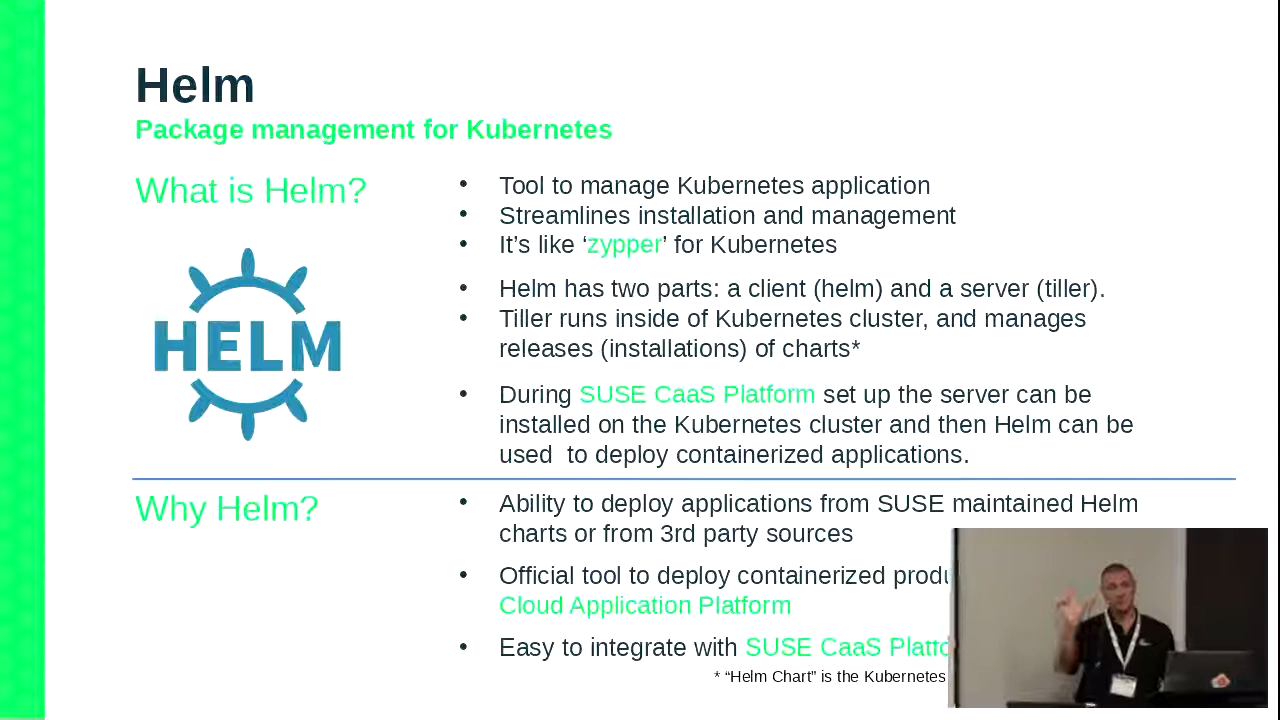 Helm
Package management for Kubernetes
What is Helm?
• Tool to manage Kubernetes application
• Streamlines installation and management
• It’s like ‘zypper’ for Kubernetes
HELM
• Helm has two parts: a client (helm) and a server (tiller).
• Tiller runs inside of Kubernetes cluster, and manages
releases (installations) of charts*
• During SUSE CaaS Platform set up the server can be
installed on the Kubernetes cluster and then Helm can be
used  to deploy containerized applications.
Why Helm?
• Ability to deploy applications from SUSE maintained Helm
charts or from 3rd party sources
• Official tool to deploy containerized
Cloud Application Platform
• Easy to integrate with SUSE CaaS
* “Helm Chart” is the Kubernetes